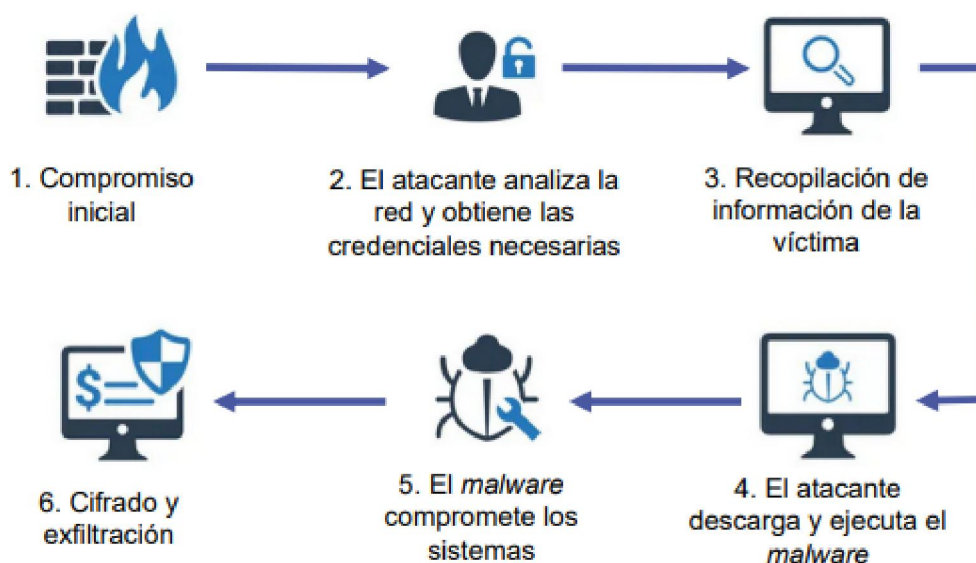 1. Compromiso
inicial
2. El atacante analiza la
red y obtiene las
credenciales necesarias
3. Recopilación de
información de la
víctima
4. El atacante
descarga y ejecuta el
malware
5. El malware
compromete los
sistemas
6. Cifrado y
exfiltración